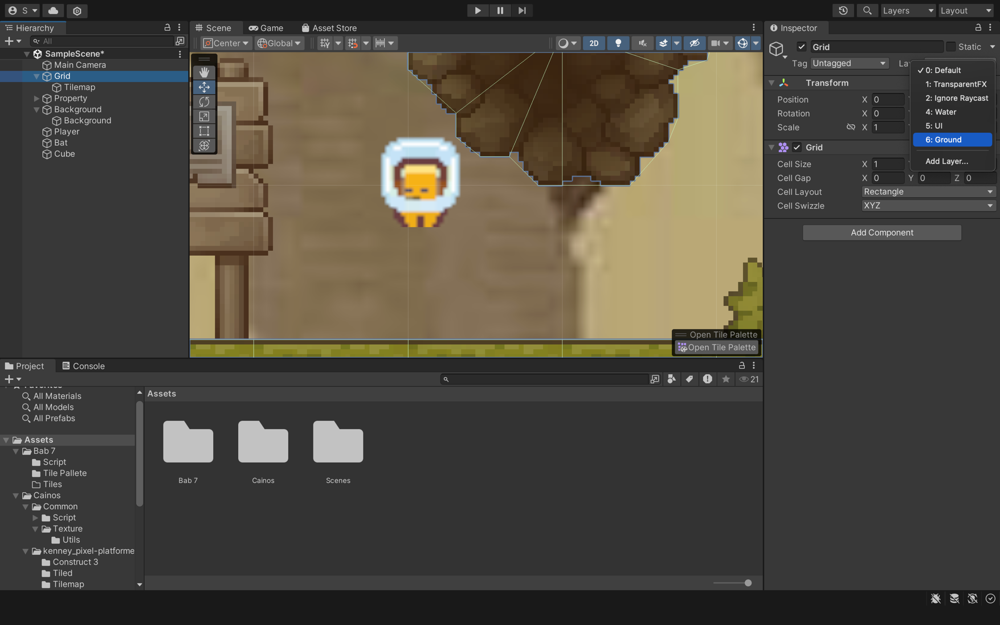 S
Layers
Layout
Hierarchy
All
SampleScene*
Main Camera
Grid
Tilemap
Property
Background
Background
Player
Bat
Cube
Scene
Game
Asset Store
Center
Global
2D
Open Tile Palette
Open Tile Palette
Inspector
Grid
Static
Tag
Untagged
0: Default
1: TransparentFX
2: Ignore Raycast
4: Water
5: UI
6: Ground
Add Layer...
Transform
Position X 0
Rotation X 0
Scale X 1
Grid
Cell Size X 1
Cell Gap X 0 Y 0 Z 0
Cell Layout Rectangle
Cell Swizzle XYZ
Add Component
Project
Console
21
All Materials
All Models
All Prefabs
Assets
Bab 7
Script
Tile Pallete
Tiles
Cainos
Common
Script
Texture
Utils
kenney_pixel-platforme
Construct 3
Tiled
Tilemap
Assets
Bab 7
Cainos
Scenes